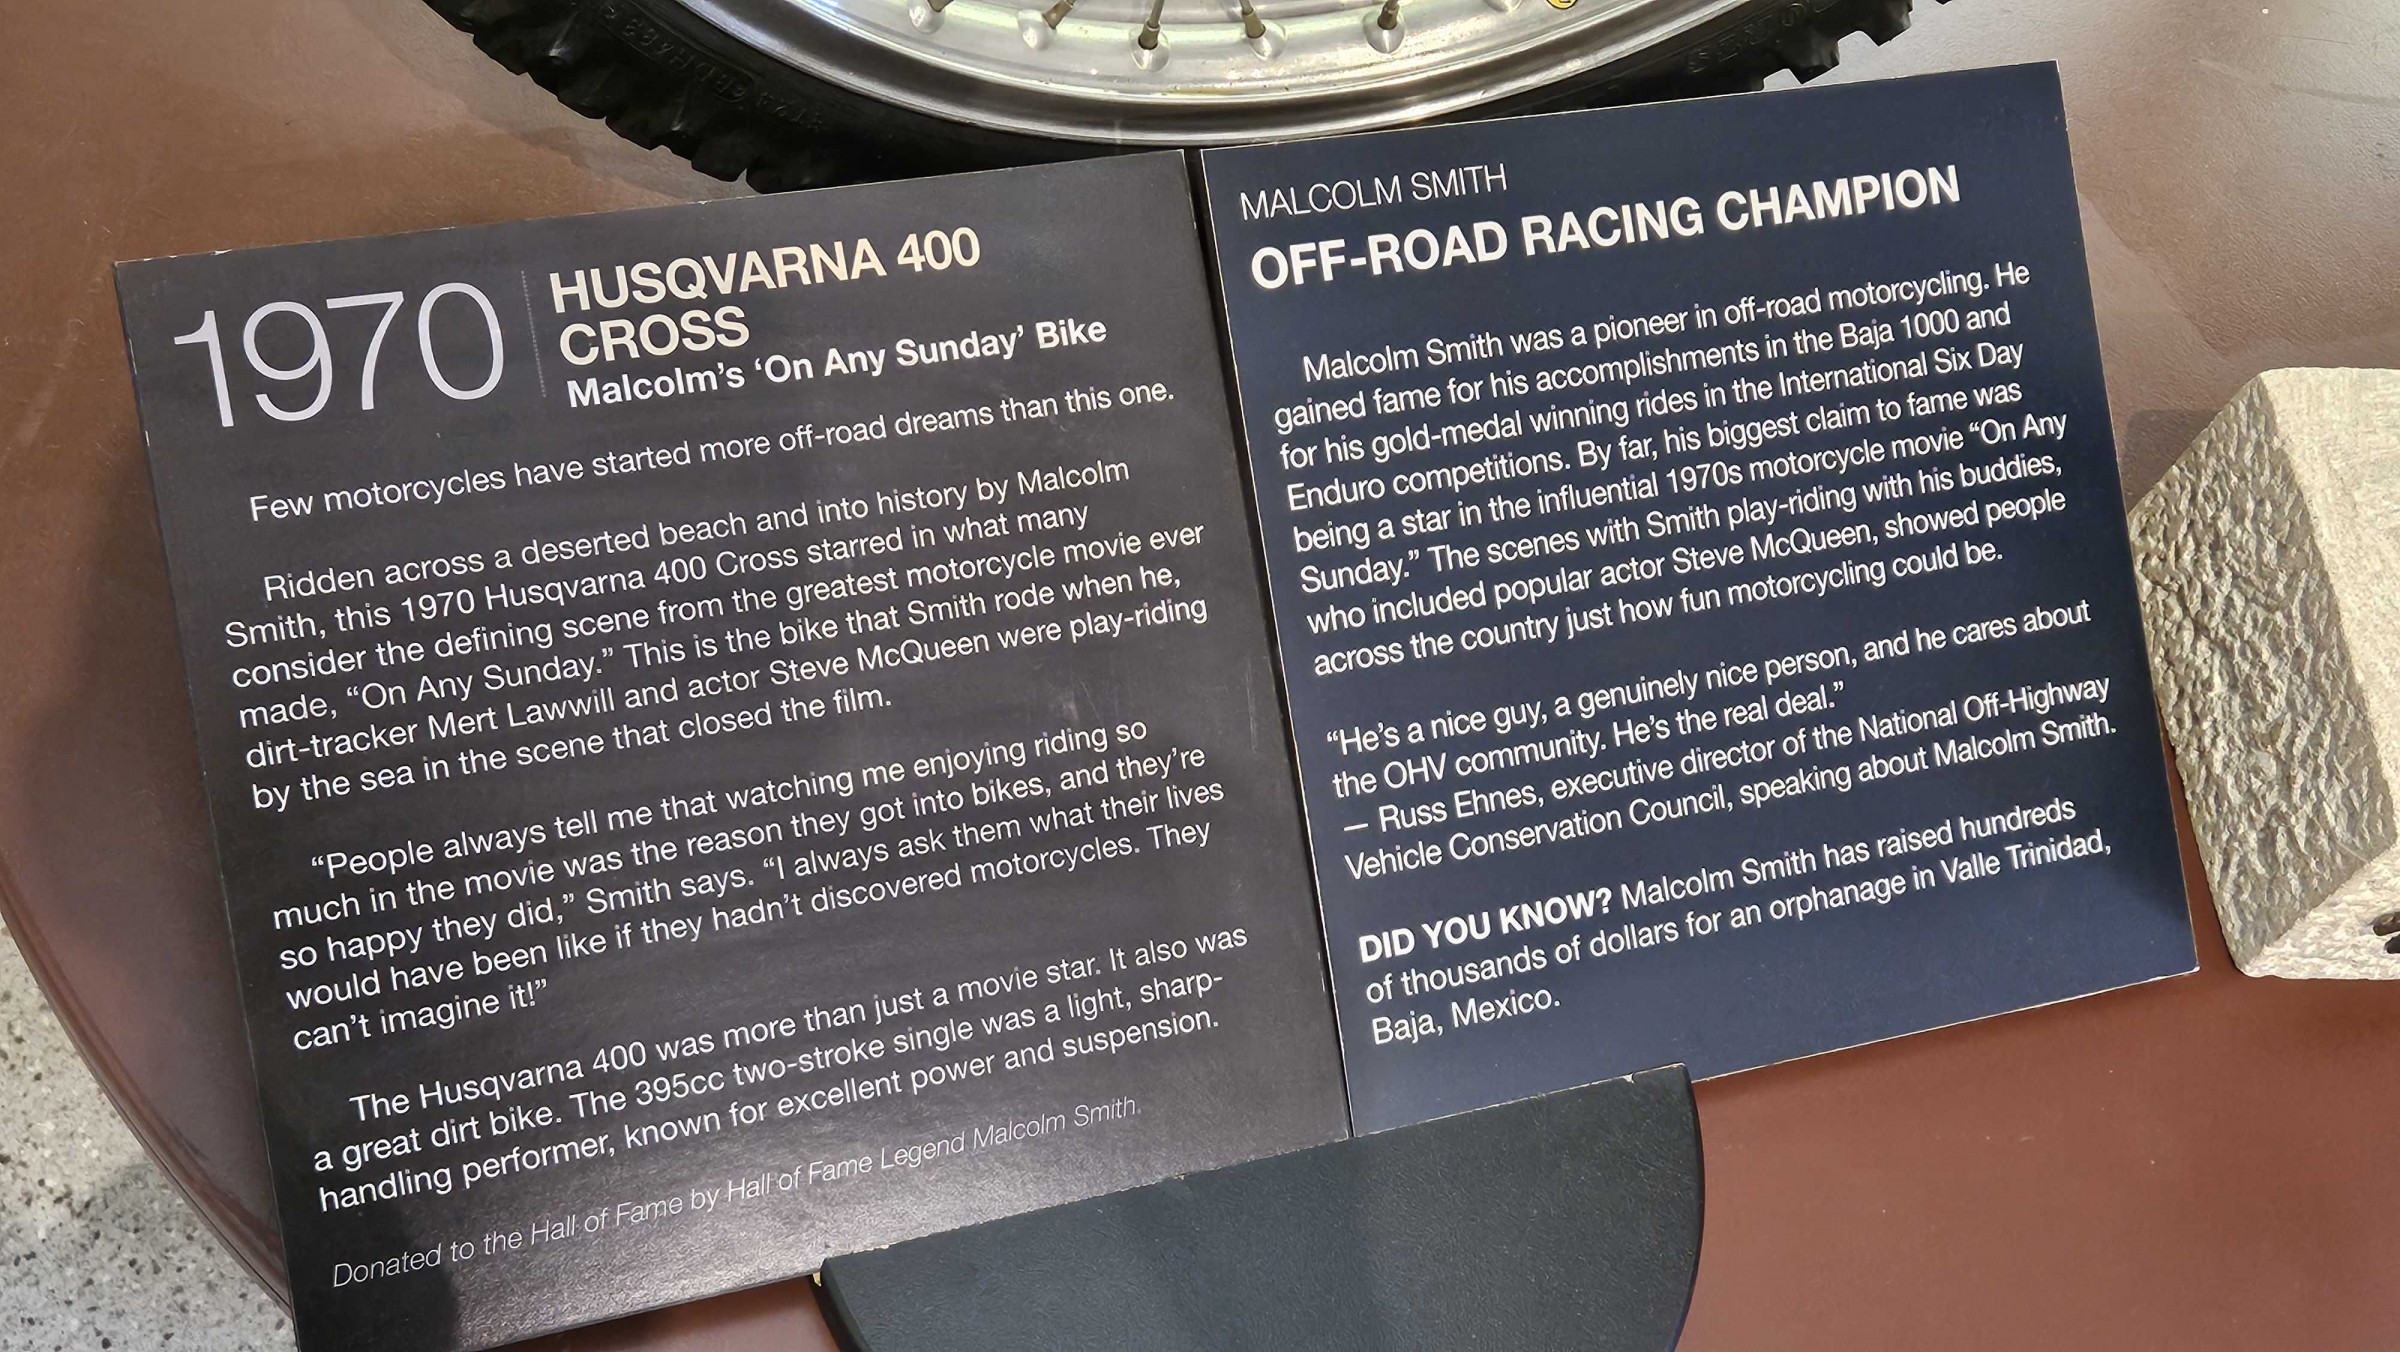 1970
HUSQVARNA 400
CROSS
Malcolm's 'On Any Sunday' Bike
Few motorcycles have started more off-road dreams than this one.
Ridden across a deserted beach and into history by Malcolm
Smith, this 1970 Husqvarna 400 Cross starred in what many
consider the defining scene from the greatest motorcycle movie ever
made, “On Any Sunday.” This is the bike that Smith rode when he,
dirt-tracker Mert Lawwill and actor Steve McQueen were play-riding
by the sea in the scene that closed the film.
“People always tell me that watching me enjoying riding so
much in the movie was the reason they got into bikes, and they're
so happy they did,” Smith says. “I always ask them what their lives
would have been like if they hadn't discovered motorcycles. They
can't imagine it!”
The Husqvarna 400 was more than just a movie star. It also was
a great dirt bike. The 395cc two-stroke single was a light, sharp-
handling performer, known for excellent power and suspension.
Donated to the Hall of Fame by Hall of Fame Legend Malcolm Smith.
MALCOLM SMITH
OFF-ROAD RACING CHAMPION
Malcolm Smith was a pioneer in off-road motorcycling. He
gained fame for his accomplishments in the Baja 1000 and
for his gold-medal winning rides in the International Six Day
Enduro competitions. By far, his biggest claim to fame was
being a star in the influential 1970s motorcycle movie “On Any
Sunday.” The scenes with Smith play-riding with his buddies,
who included popular actor Steve McQueen, showed people
across the country just how fun motorcycling could be.
“He's a nice guy, a genuinely nice person, and he cares about
the OHV community. He's the real deal.”
— Russ Ehnes, executive director of the National Off-Highway
Vehicle Conservation Council, speaking about Malcolm Smith.
DID YOU KNOW? Malcolm Smith has raised hundreds
of thousands of dollars for an orphanage in Valle Trinidad,
Baja, Mexico.